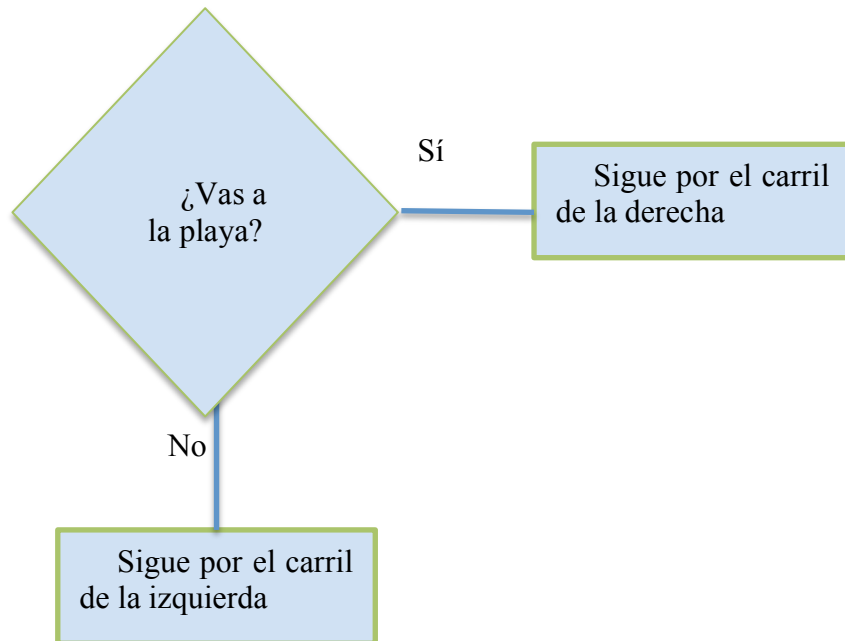 Sí
¿Vas a
la playa?
Sigue por el carril
de la derecha
No
Sigue por el carril
de la izquierda